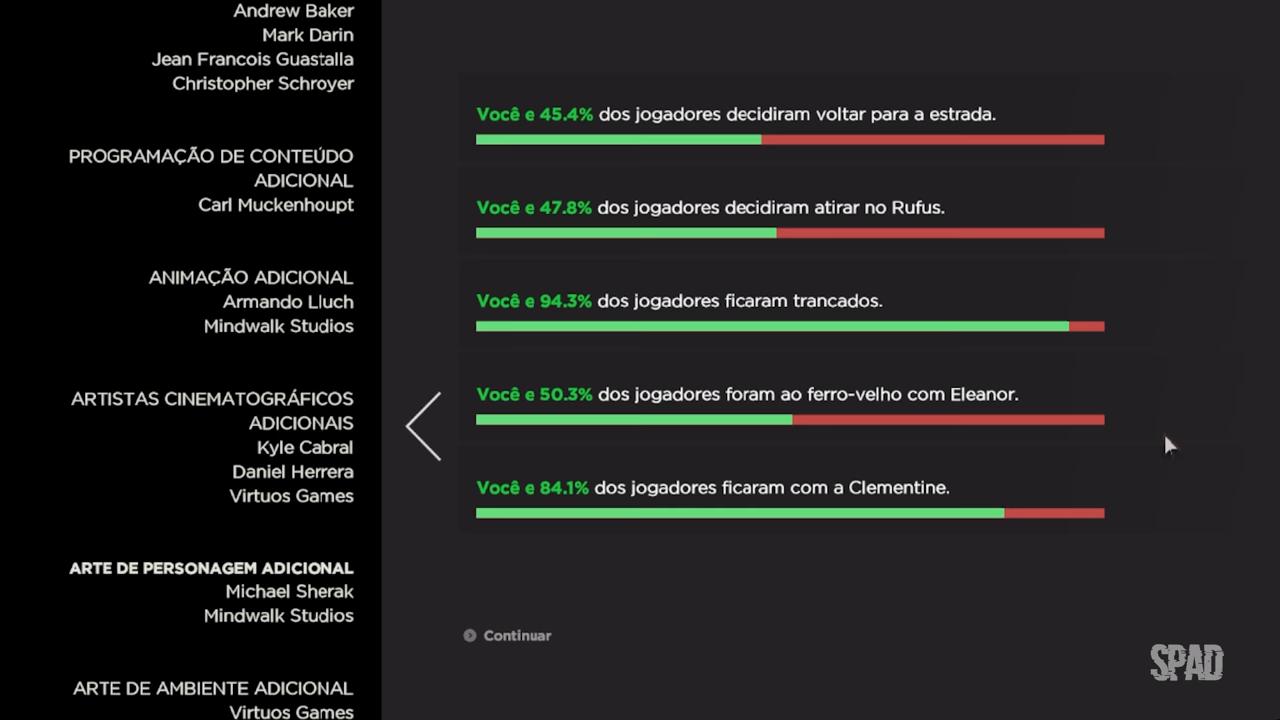 Andrew Baker
Mark Darin
Jean Francois Guastalla
Christopher Schroyer
PROGRAMAÇÃO DE CONTEÚDO
ADICIONAL
Carl Muckenhoupt
ANIMAÇÃO ADICIONAL
Armando Lluch
Mindwalk Studios
ARTISTAS CINEMATOGRÁFICOS
ADICIONAIS
Kyle Cabral
Daniel Herrera
Virtuos Games
ARTE DE PERSONAGEM ADICIONAL
Michael Sherak
Mindwalk Studios
ARTE DE AMBIENTE ADICIONAL
Virtuos Games
Você e 45.4% dos jogadores decidiram voltar para a estrada.
Você e 47.8% dos jogadores decidiram atirar no Rufus.
Você e 94.3% dos jogadores ficaram trancados.
Você e 50.3% dos jogadores foram ao ferro-velho com Eleanor.
Você e 84.1% dos jogadores ficaram com a Clementine.
Continuar
SPAD